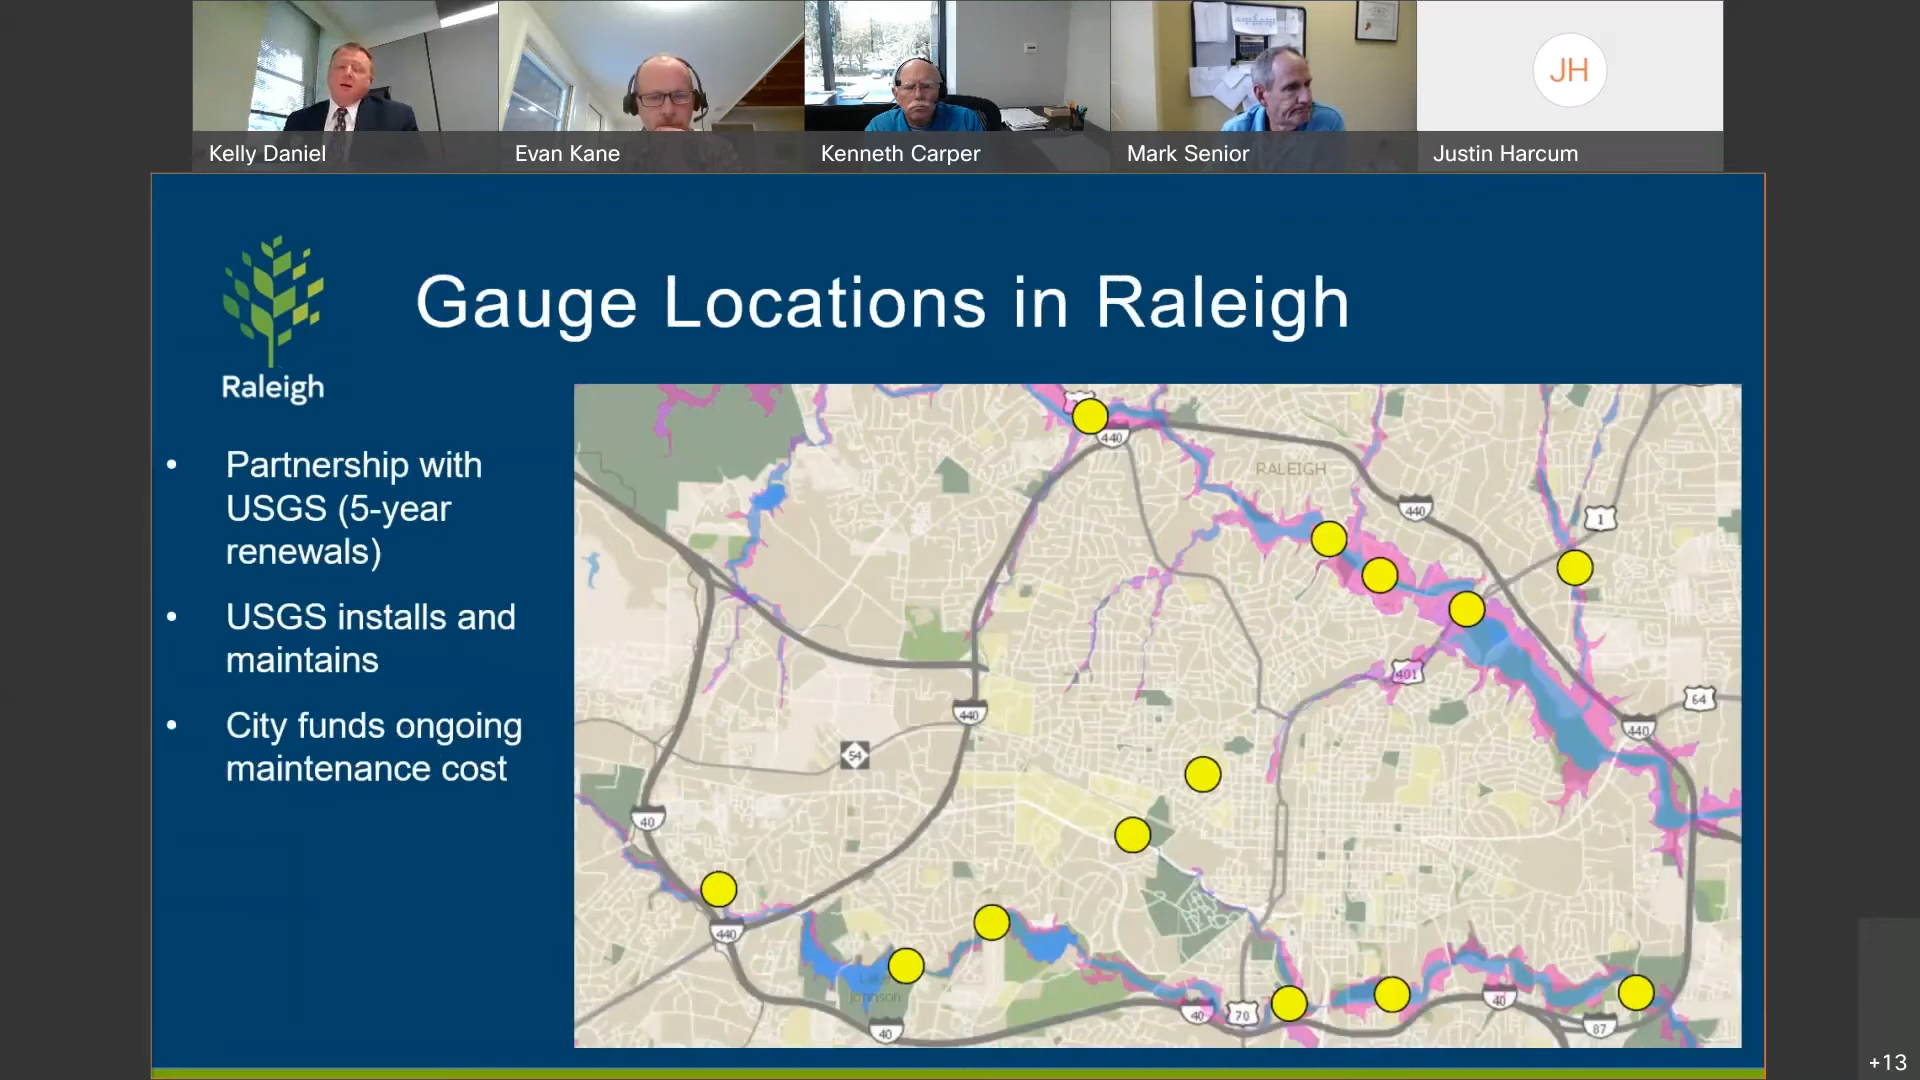 Kelly Daniel
Evan Kane
Kenneth Carper
Mark Senior
JH
Justin Harcum
Raleigh
Gauge Locations in Raleigh
• Partnership with
USGS (5-year
renewals)
• USGS installs and
maintains
• City funds ongoing
maintenance cost
440
RALEIGH
440
1
401
64
440
440
54
40
440
Lake
Johnson
40
40
70
40
87
+13